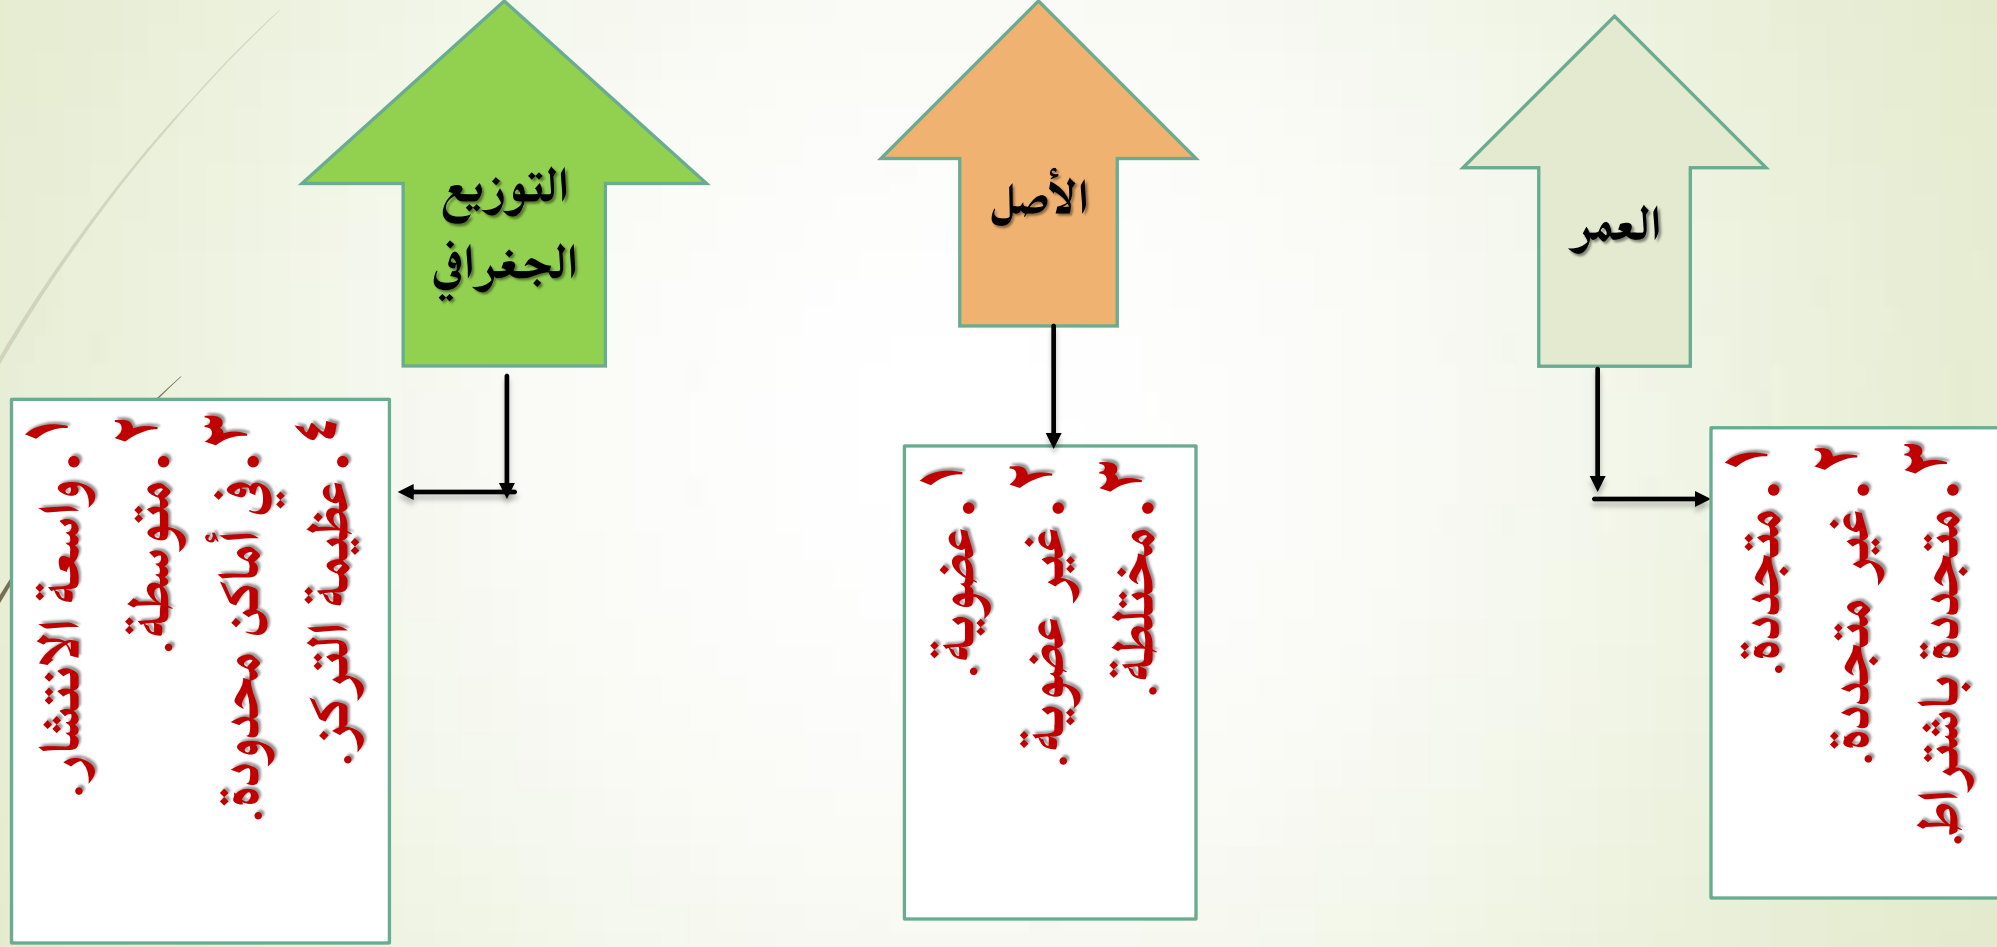 العمر
١.متجددة.
٢.غير متجددة.
٣.متجددة باشتراط.
الأصل
١.عضوية.
٢.غير عضوية.
٣.مختلطة.
التوزيع
الجغرافي
١.واسعة الانتشار.
٢.متوسطة.
٣.في أماكن محدودة.
٤.عظيمة التركز.